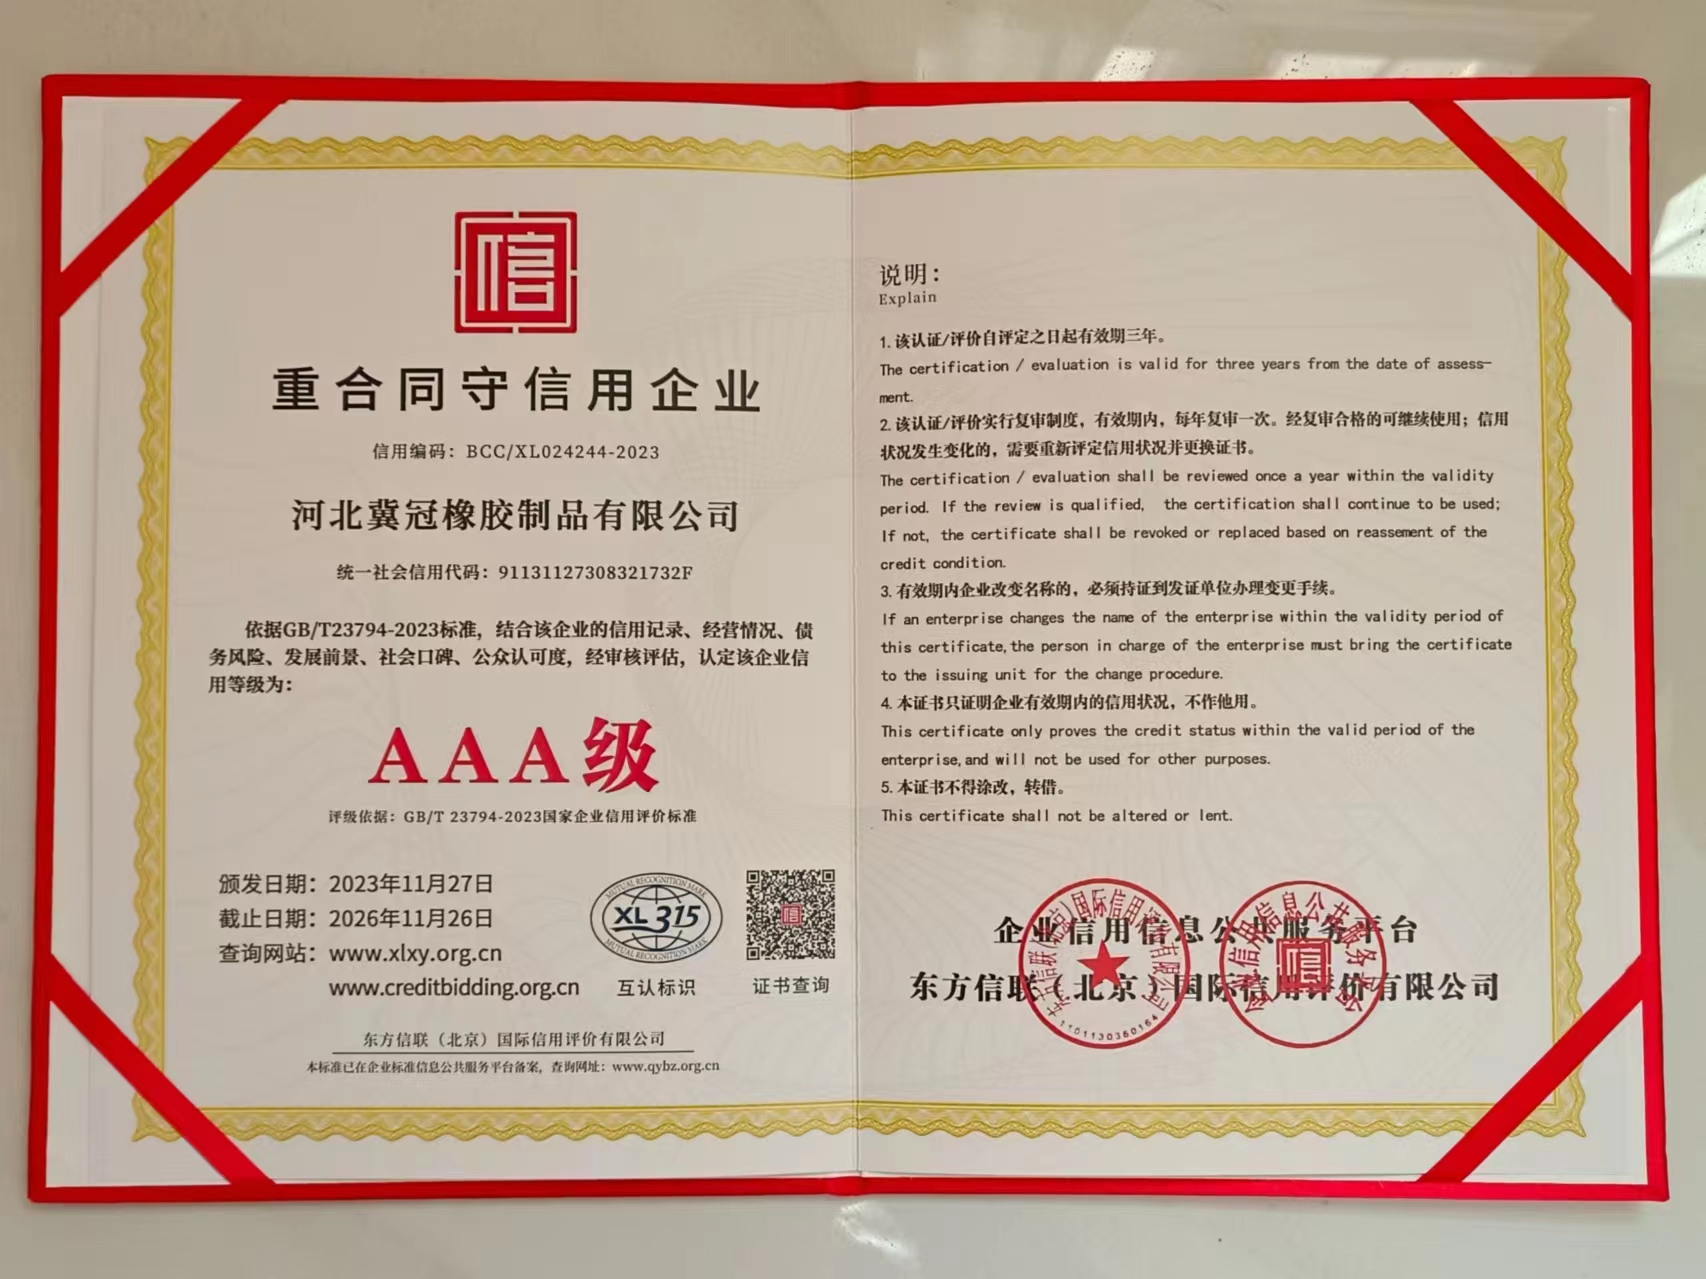 信
重合同守信用企业
信用编码：BCC/XL024244-2023
河北冀冠橡胶制品有限公司
统一社会信用代码：91131127308321732F
依据GB/T23794-2023标准，结合该企业的信用记录、经营情况、债
务风险、发展前景、社会口碑、公众认可度，经审核评估，认定该企业信
用等级为：
AAA级
评级依据：GB/T 23794-2023国家企业信用评价标准
颁发日期：2023年11月27日
截止日期：2026年11月26日
查询网站：www.xlxy.org.cn
www.creditbidding.org.cn
MUTUAL RECOGNITION MARK
XL 315
MUTUAL RECOGNITION MARK
互认标识
证书查询
东方信联（北京）国际信用评价有限公司
本标准已在企业标准信息公共服务平台备案，查询网址：www.qybz.org.cn
说明：
Explain
1.该认证/评价自评定之日起有效期三年。
The certification / evaluation is valid for three years from the date of assess-
ment.
2.该认证/评价实行复审制度，有效期内，每年复审一次。经复审合格的可继续使用；信用
状况发生变化的，需要重新评定信用状况并更换证书。
The certification / evaluation shall be reviewed once a year within the validity
period. If the review is qualified, the certification shall continue to be used;
If not, the certificate shall be revoked or replaced based on reassement of the
credit condition.
3.有效期内企业改变名称的，必须持证到发证单位办理变更手续。
If an enterprise changes the name of the enterprise within the validity period of
this certificate,the person in charge of the enterprise must bring the certificate
to the issuing unit for the change procedure.
4.本证书只证明企业有效期内的信用状况，不作他用。
This certificate only proves the credit status within the valid period of the
enterprise,and will not be used for other purposes.
5.本证书不得涂改，转借。
This certificate shall not be altered or lent.
企业信用信息公共服务平台
东方信联（北京）国际信用评价有限公司
东方信联（北京）国际信用评价有限公司
1101130360164
信